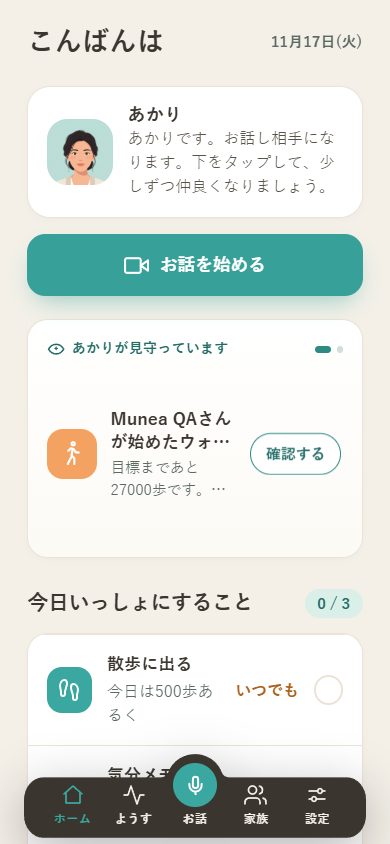 こんばんは
11月17日(火)
あかり
あかりです。お話し相手にな
ります。下をタップして、少
しずつ仲良くなりましょう。
お話を始める
あかりが見守っています
Munea QAさん
が始めたウォ…
目標まであと
27000歩です。…
確認する
今日いっしょにすること
0 / 3
散歩に出る
今日は500歩あ
るく
いつでも
気分メモ
ホーム
ようす
お話
家族
設定